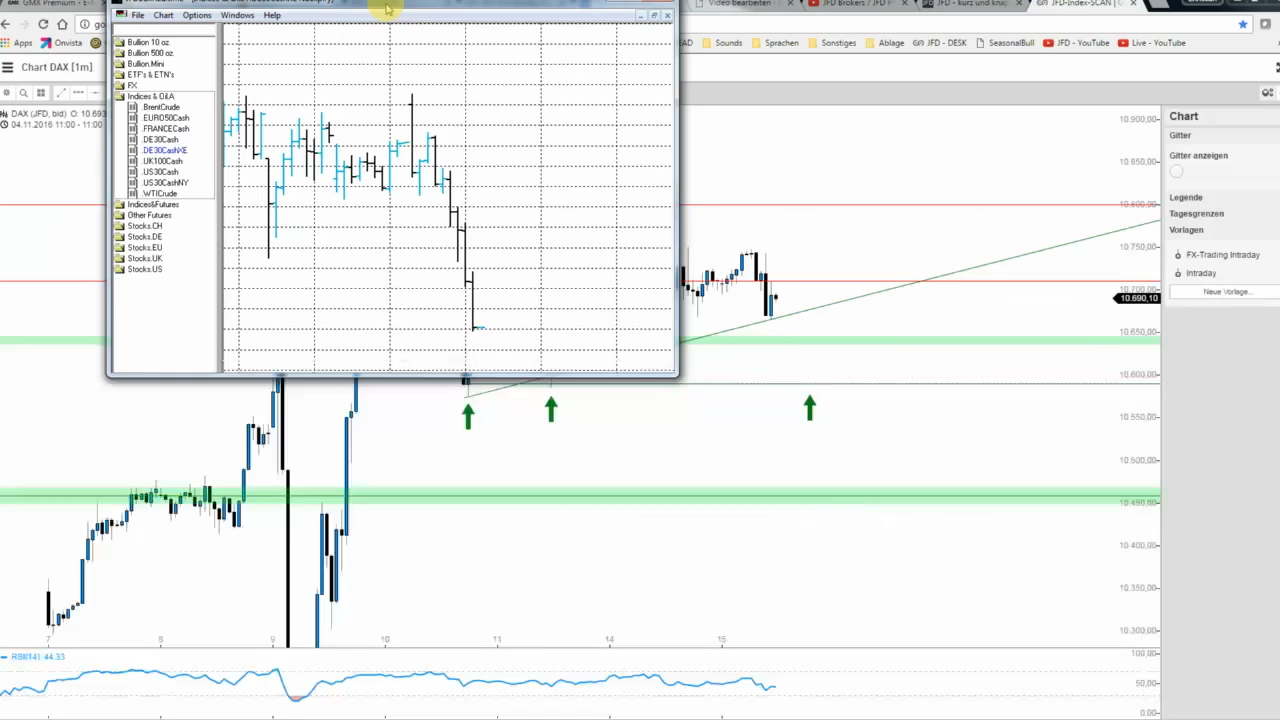 GMX Premium - E-
Video bearbeiten
JFD Brokers / JFD
JFD - kurz und knap
JFD-Index-SCAN |
Apps
Onvista
Sounds
Sprachen
Sonstiges
Ablage
JFD - DESK
SeasonalBull
JFD - YouTube
Live - YouTube
Chart DAX [1m]
DAX (JFD, bid) O: 10.693
04.11.2016 11:00 - 11:00
File
Chart
Options
Windows
Help
Bullion 10 oz.
Bullion 500 oz.
Bullion.Mini
ETF's & ETN's
FX
Indices & OilA
.BrentCrude
.EURO50Cash
.FRANCECash
.DE30Cash
.DE30CashXE
.UK100Cash
.US30Cash
.US30CashNY
.WTICrude
Indices&Futures
Other Futures
Stocks.CH
Stocks.DE
Stocks.EU
Stocks.UK
Stocks.US
10.900,00
10.850,00
10.800,00
10.750,00
10.700,00
10.690,10
10.650,00
10.600,00
10.550,00
10.500,00
10.450,00
10.400,00
10.350,00
10.300,00
7
8
9
10
11
14
15
100,00
50,00
0.00
Chart
Gitter
Gitter anzeigen
Legende
Tagesgrenzen
Vorlagen
FX-Trading Intraday
Intraday
Neue Vorlage...